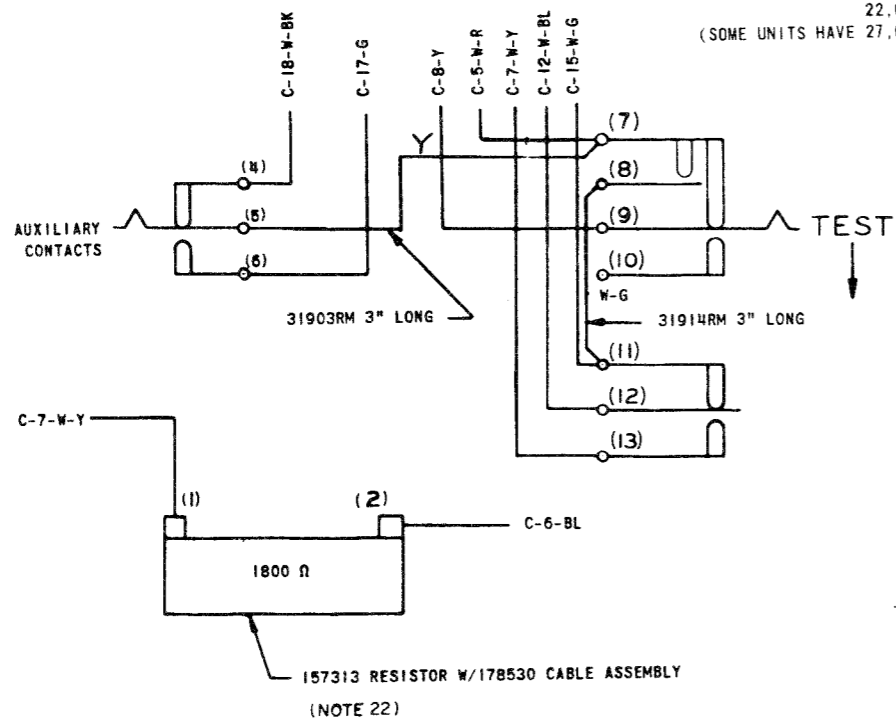 22,
(SOME UNITS HAVE 27,
C-18-W-BK
C-17-G
C-8-Y
C-5-W-R
C-7-W-Y
C-12-W-BL
C-15-W-G
(7)
Y
(4)
(8)
AUXILIARY
CONTACTS
(5)
(9)
TEST
(6)
(10)
W-G
31903RM 3" LONG
31914RM 3" LONG
(11)
(12)
C-7-W-Y
(13)
(1)
(2)
C-6-BL
1800 Ω
157313 RESISTOR W/178530 CABLE ASSEMBLY
(NOTE 22)